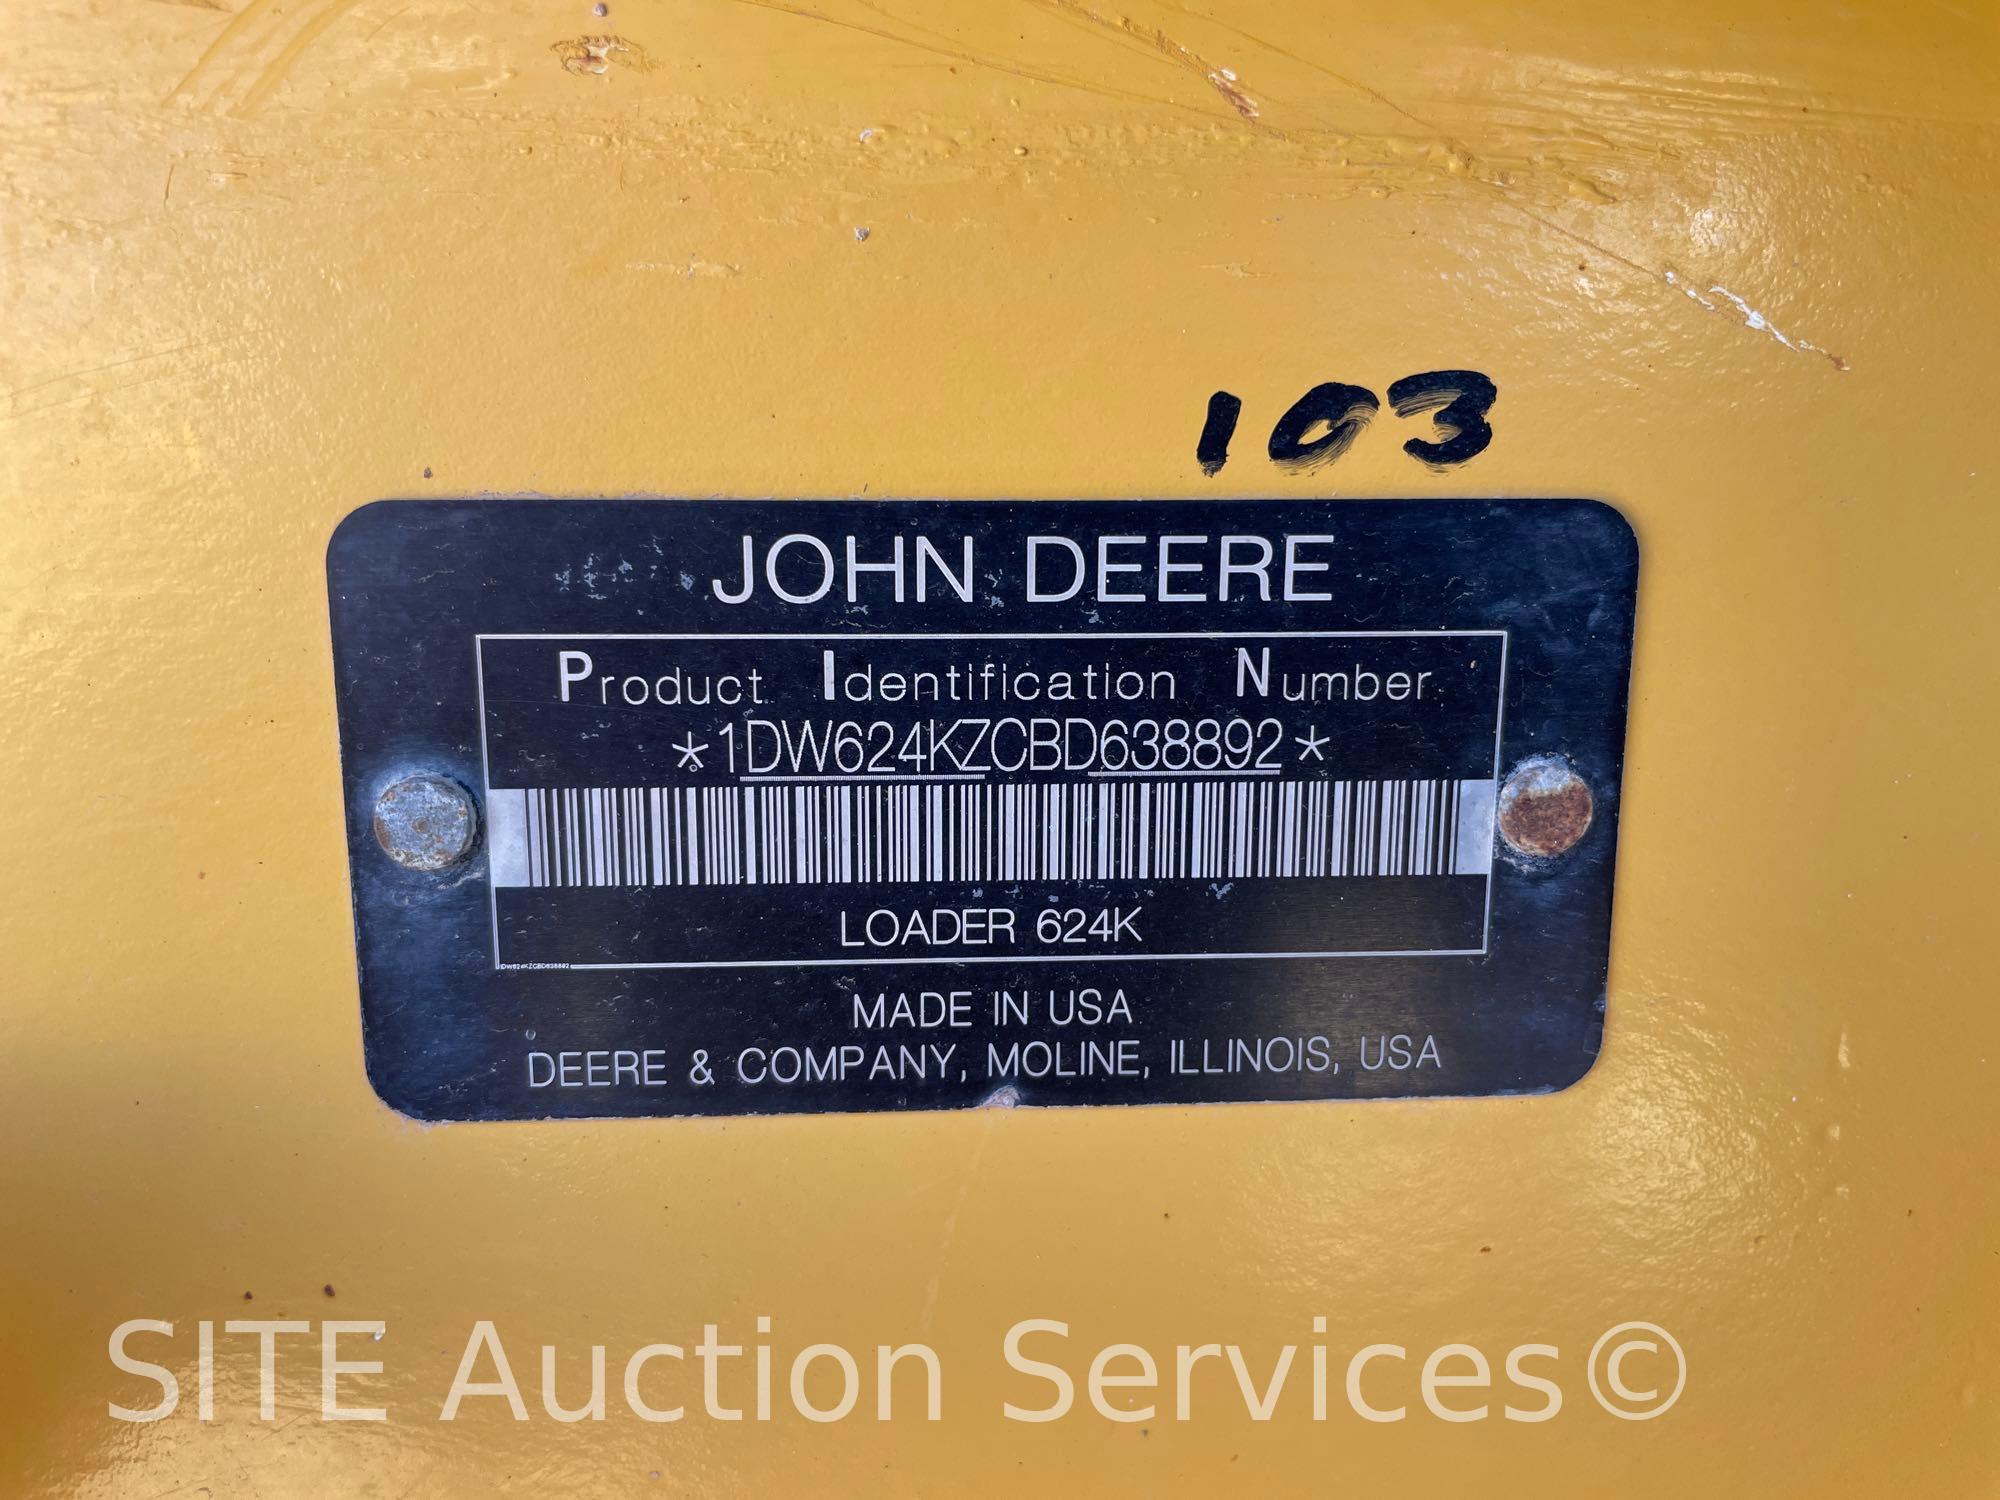 103
JOHN DEERE
Product Identification Number
*1DW624KZCBD638892*
LOADER 624K
1DW624KZCBD638892
MADE IN USA
DEERE & COMPANY, MOLINE, ILLINOIS, USA
SITE Auction Services©